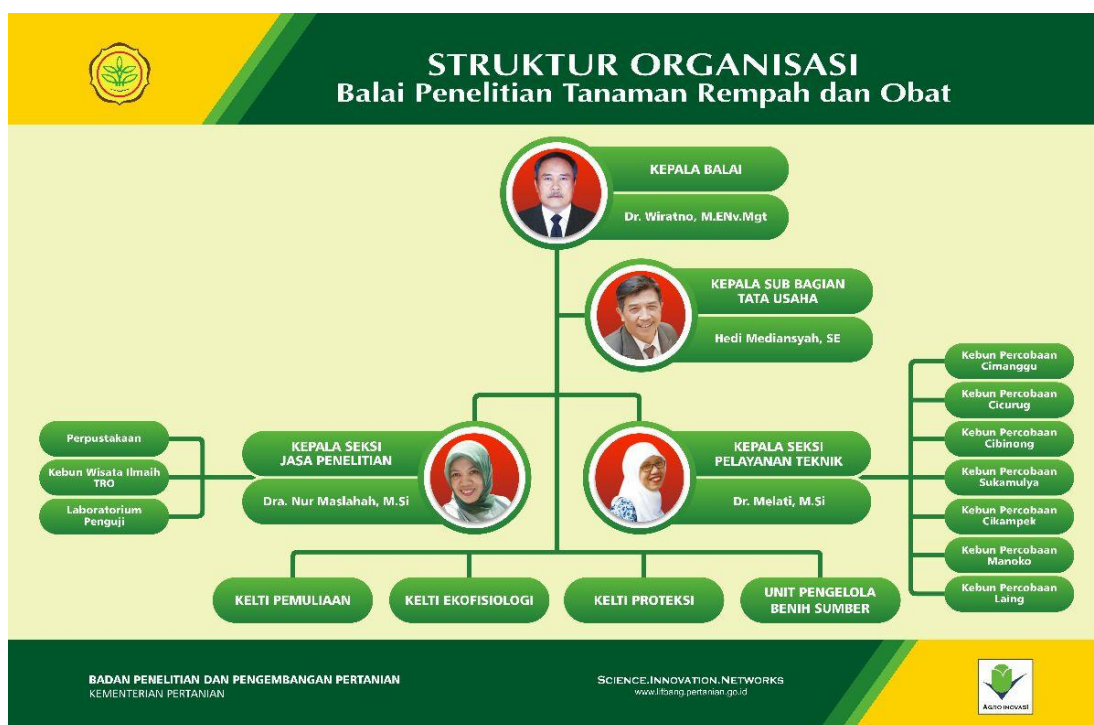 STRUKTUR ORGANISASI
Balai Penelitian Tanaman Rempah dan Obat
KEPALA BALAI
Dr. Wiratno, M.ENv.Mgt
KEPALA SUB BAGIAN
TATA USAHA
Hedi Mediansyah, SE
Perpustakaan
Kebun Wisata Ilmaih
TRO
Laboratorium
Penguji
KEPALA SEKSI
JASA PENELITIAN
Dra. Nur Maslahah, M.Si
KEPALA SEKSI
PELAYANAN TEKNIK
Dr. Melati, M.Si
Kebun Percobaan
Cimanggu
Kebun Percobaan
Cicurug
Kebun Percobaan
Cibinong
Kebun Percobaan
Sukamulya
Kebun Percobaan
Cikampek
Kebun Percobaan
Manoko
Kebun Percobaan
Laing
KELTI PEMULIAAN
KELTI EKOFISIOLOGI
KELTI PROTEKSI
UNIT PENGELOLA
BENIH SUMBER
BADAN PENELITIAN DAN PENGEMBANGAN PERTANIAN
KEMENTERIAN PERTANIAN
SCIENCE.INNOVATION.NETWORKS
www.litbang.pertanian.go.id
AGRO INOVASI